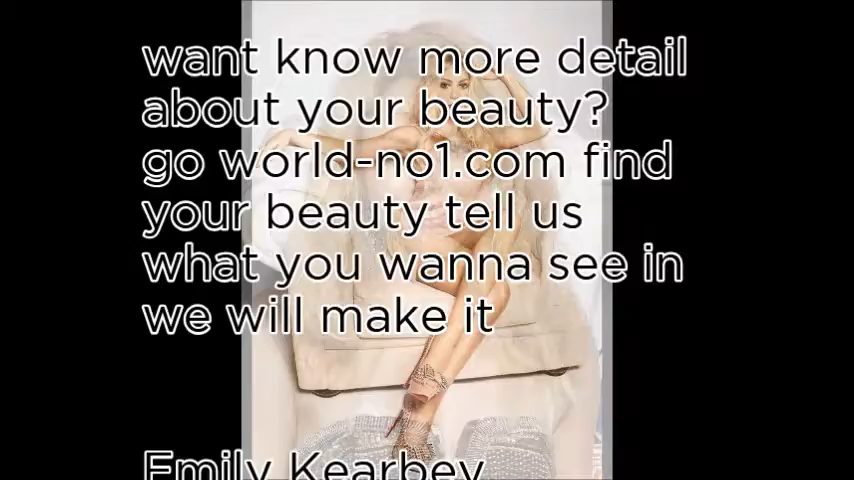 want know more detail
about your beauty?
go world-no1.com find
your beauty tell us
what you wanna see in
we will make it
Emily Kearbey